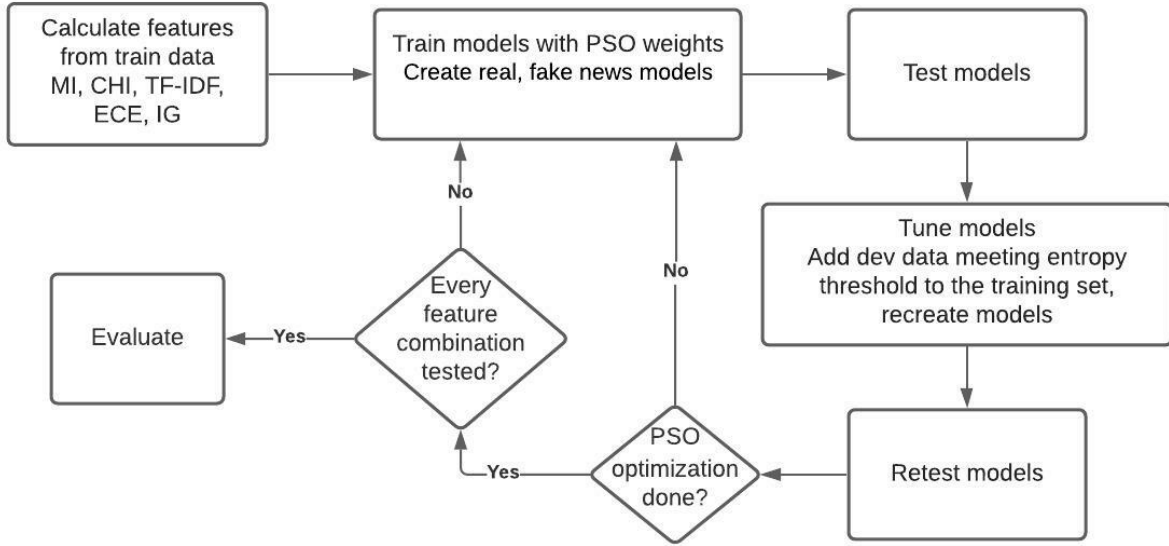 Calculate features
from train data
MI, CHI, TF-IDF,
ECE, IG
Train models with PSO weights
Create real, fake news models
Test models
Tune models
Add dev data meeting entropy
threshold to the training set,
recreate models
Retest models
PSO
optimization
done?
No
Yes
Every
feature
combination
tested?
No
Yes
Evaluate